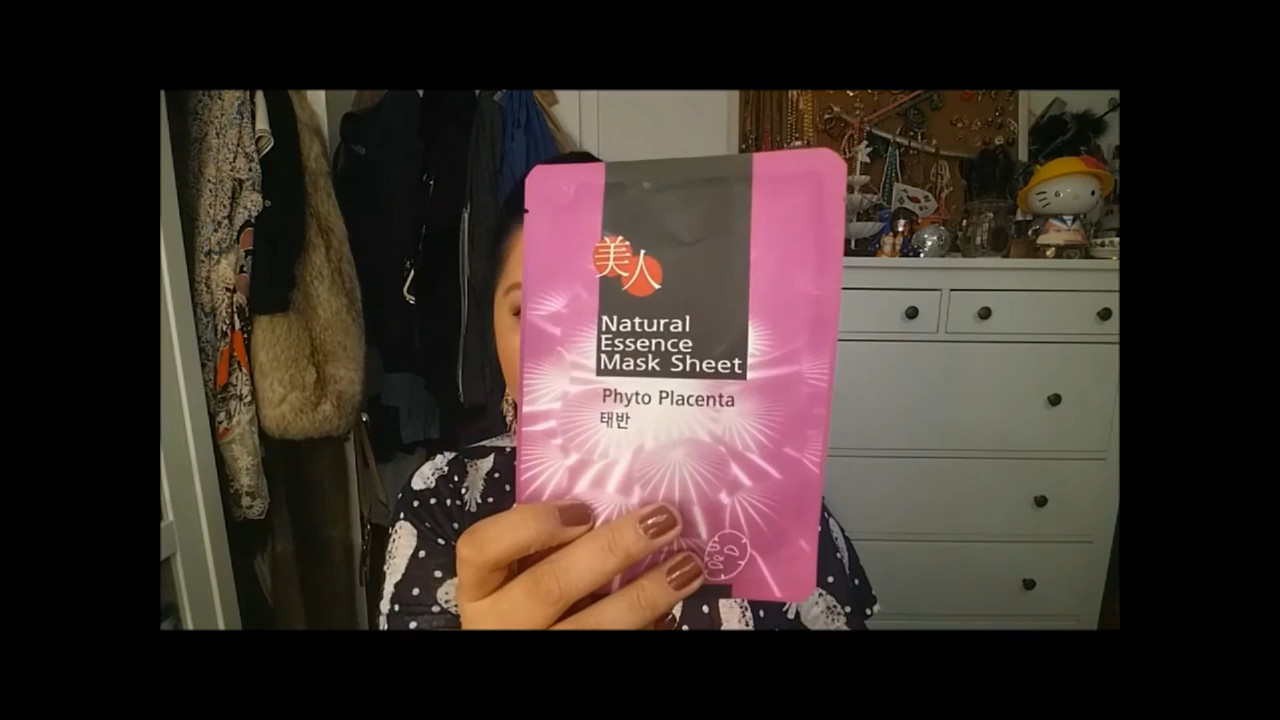 美人
Natural
Essence
Mask Sheet
Phyto Placenta
태반